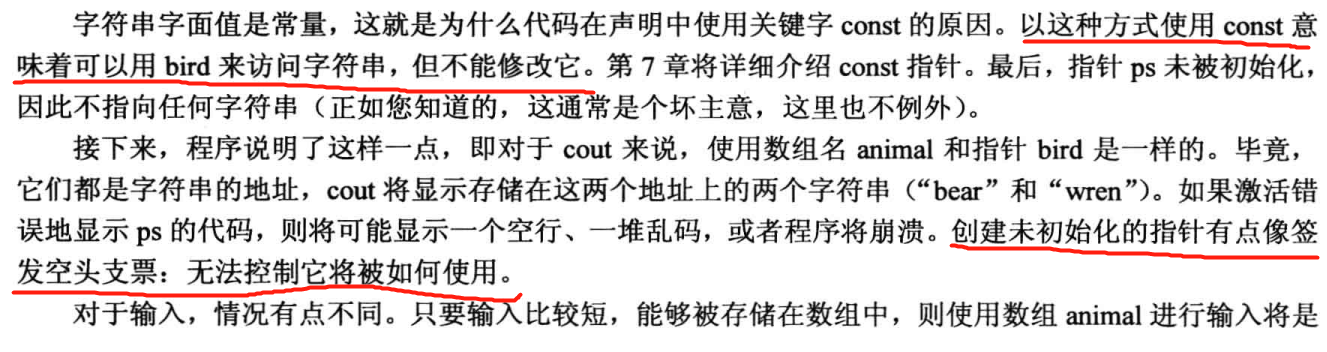 字符串字面值是常量，这就是为什么代码在声明中使用关键字 const 的原因。以这种方式使用 const 意
味着可以用 bird 来访问字符串，但不能修改它。第 7 章将详细介绍 const 指针。最后，指针 ps 未被初始化，
因此不指向任何字符串（正如您知道的，这通常是个坏主意，这里也不例外）。
接下来，程序说明了这样一点，即对于 cout 来说，使用数组名 animal 和指针 bird 是一样的。毕竟，
它们都是字符串的地址，cout 将显示存储在这两个地址上的两个字符串（“bear”和“wren”）。如果激活错
误地显示 ps 的代码，则将可能显示一个空行、一堆乱码，或者程序将崩溃。创建未初始化的指针有点像签
发空头支票：无法控制它将被如何使用。
对于输入，情况有点不同。只要输入比较短，能够被存储在数组中，则使用数组 animal 进行输入将是